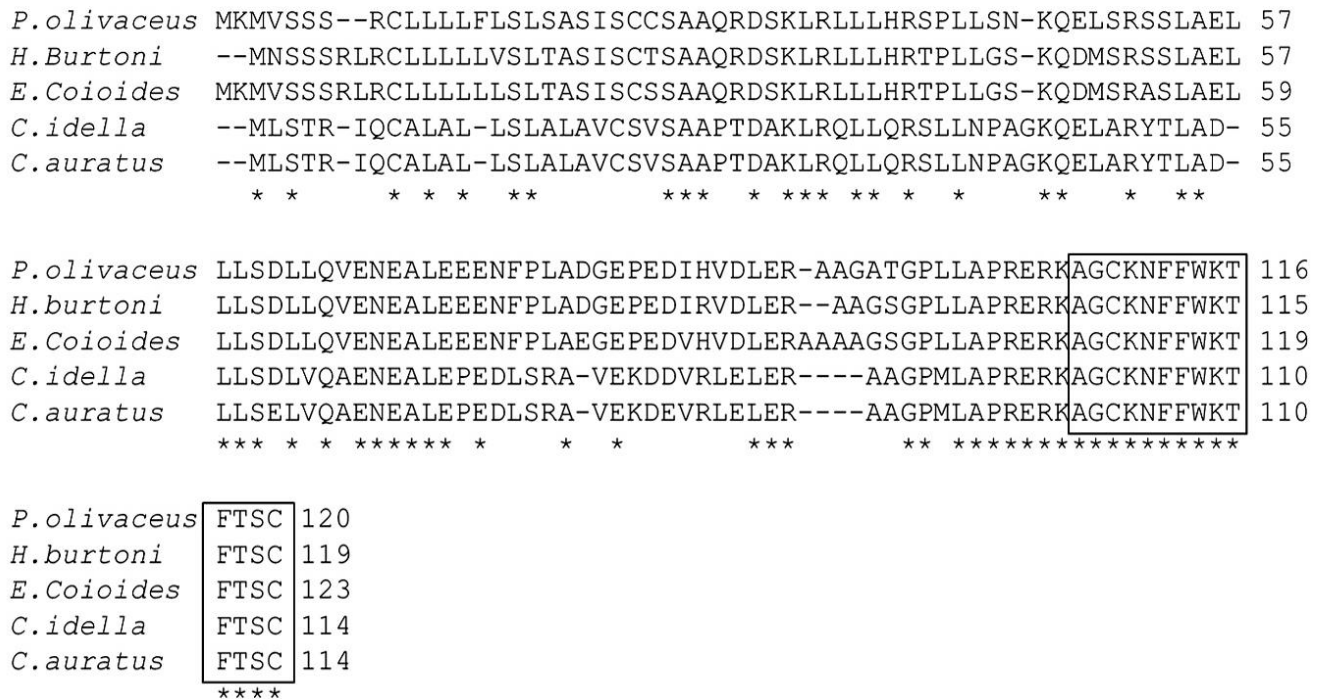 P.olivaceus MKMVSSS--RCLLLLFLSLSASISCCSAAQRDSKLRLLLHRSPLLSN-KQELSRSSLAEL 57
H.Burtoni --MNSSSRLRCLLLLLVSLTASISCTSAAQRDSKLRLLLHRTPLLGS-KQDMSRSSLAEL 57
E.Coioides MKMVSSSRLRCLLLLLLSLTASISCSSAAQRDSKLRLLLHRTPLLGS-KQDMSRASLAEL 59
C.idella --MLSTR-IQCALAL-LSLALAVCSVSAAPTDAKLRQLLQRSLLNPAGKQELARYTLAD- 55
C.auratus --MLSTR-IQCALAL-LSLALAVCSVSAAPTDAKLRQLLQRSLLNPAGKQELARYTLAD- 55
* * * * * ** *** * *** ** * * ** * **
P.olivaceus LLSDLLQVENEALEEENFPLADGEPEDIHVDLER-AAGATGPLLAPRERKAGCKNFFWKT 116
H.burtoni LLSDLLQVENEALEEENFPLADGEPEDIRVDLER--AAGSGPLLAPRERKAGCKNFFWKT 115
E.Coioides LLSDLLQVENEALEEENFPLAEGEPEDVHVDLERAAAAGSGPLLAPRERKAGCKNFFWKT 119
C.idella LLSDLVQAENEALEPEDLSRA-VEKDDVRLELER----AAGPMLAPRERKAGCKNFFWKT 110
C.auratus LLSELVQAENEALEPEDLSRA-VEKDEVRLELER----AAGPMLAPRERKAGCKNFFWKT 110
*** * * ****** * * * *** ** *****************
P.olivaceus FTSC 120
H.burtoni FTSC 119
E.Coioides FTSC 123
C.idella FTSC 114
C.auratus FTSC 114
****